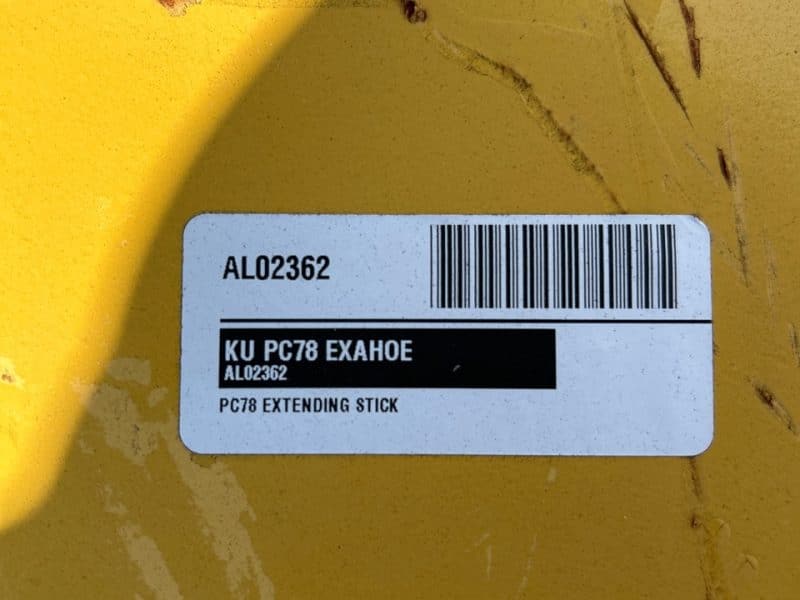 AL02362
KU PC78 EXAHOE
AL02362
PC78 EXTENDING STICK